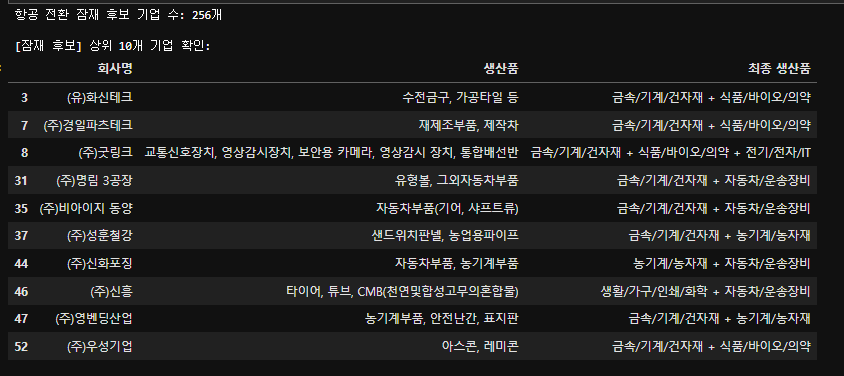 항공 전환 잠재 후보 기업 수: 256개
[잠재 후보] 상위 10개 기업 확인:
회사명 생산품 최종 생산품
3 (유)화신테크 수전금구, 가공타일 등 금속/기계/건자재 + 식품/바이오/의약
7 (주)경일파츠테크 재제조부품, 제작차 금속/기계/건자재 + 식품/바이오/의약
8 (주)굿링크 교통신호장치, 영상감시장치, 보안용 카메라, 영상감시 장치, 통합배선반 금속/기계/건자재 + 식품/바이오/의약 + 전기/전자/IT
31 (주)명림 3공장 유형볼, 그외자동차부품 금속/기계/건자재 + 자동차/운송장비
35 (주)비아이지 동양 자동차부품(기어, 샤프트류) 금속/기계/건자재 + 자동차/운송장비
37 (주)성훈철강 샌드위치판넬, 농업용파이프 금속/기계/건자재 + 농기계/농자재
44 (주)신화포징 자동차부품, 농기계부품 농기계/농자재 + 자동차/운송장비
46 (주)신흥 타이어, 튜브, CMB(천연및합성고무의혼합물) 생활/가구/인쇄/화학 + 자동차/운송장비
47 (주)영벤딩산업 농기계부품, 안전난간, 표지판 금속/기계/건자재 + 농기계/농자재
52 (주)우성기업 아스콘, 레미콘 금속/기계/건자재 + 식품/바이오/의약